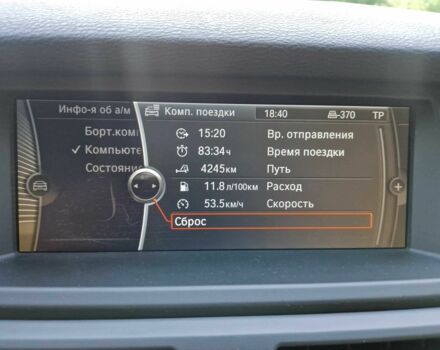 Инфо-я об а/м Комп. поездки 18:40 -370 TP
Борт.ком 15:20 Вр. отправления
✓ Компьюте 83:34ч Время поездки
Состояни 4245км Путь
11.8л/100км Расход
53.5км/ч Скорость
Сброс